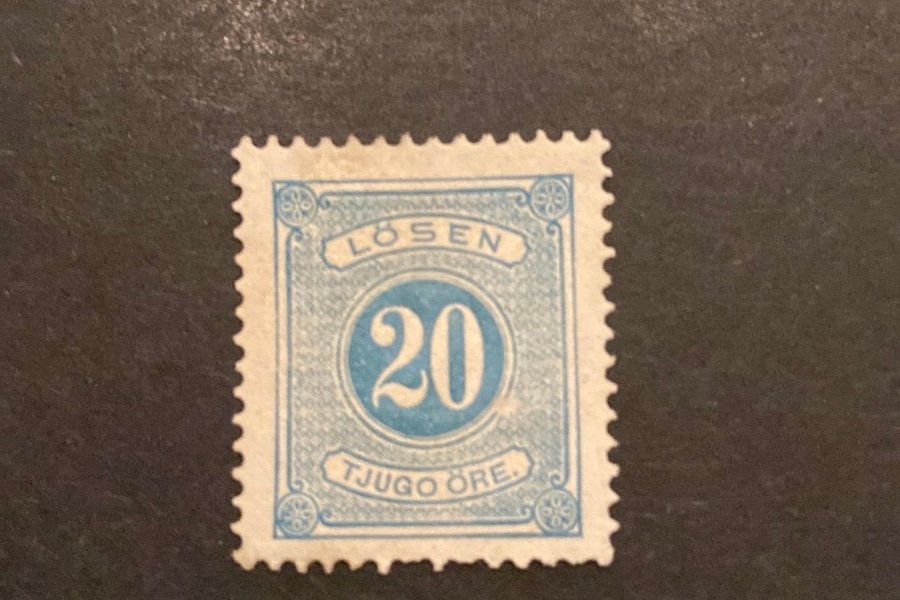 LÖSEN
20
TJUGO ÖRE.